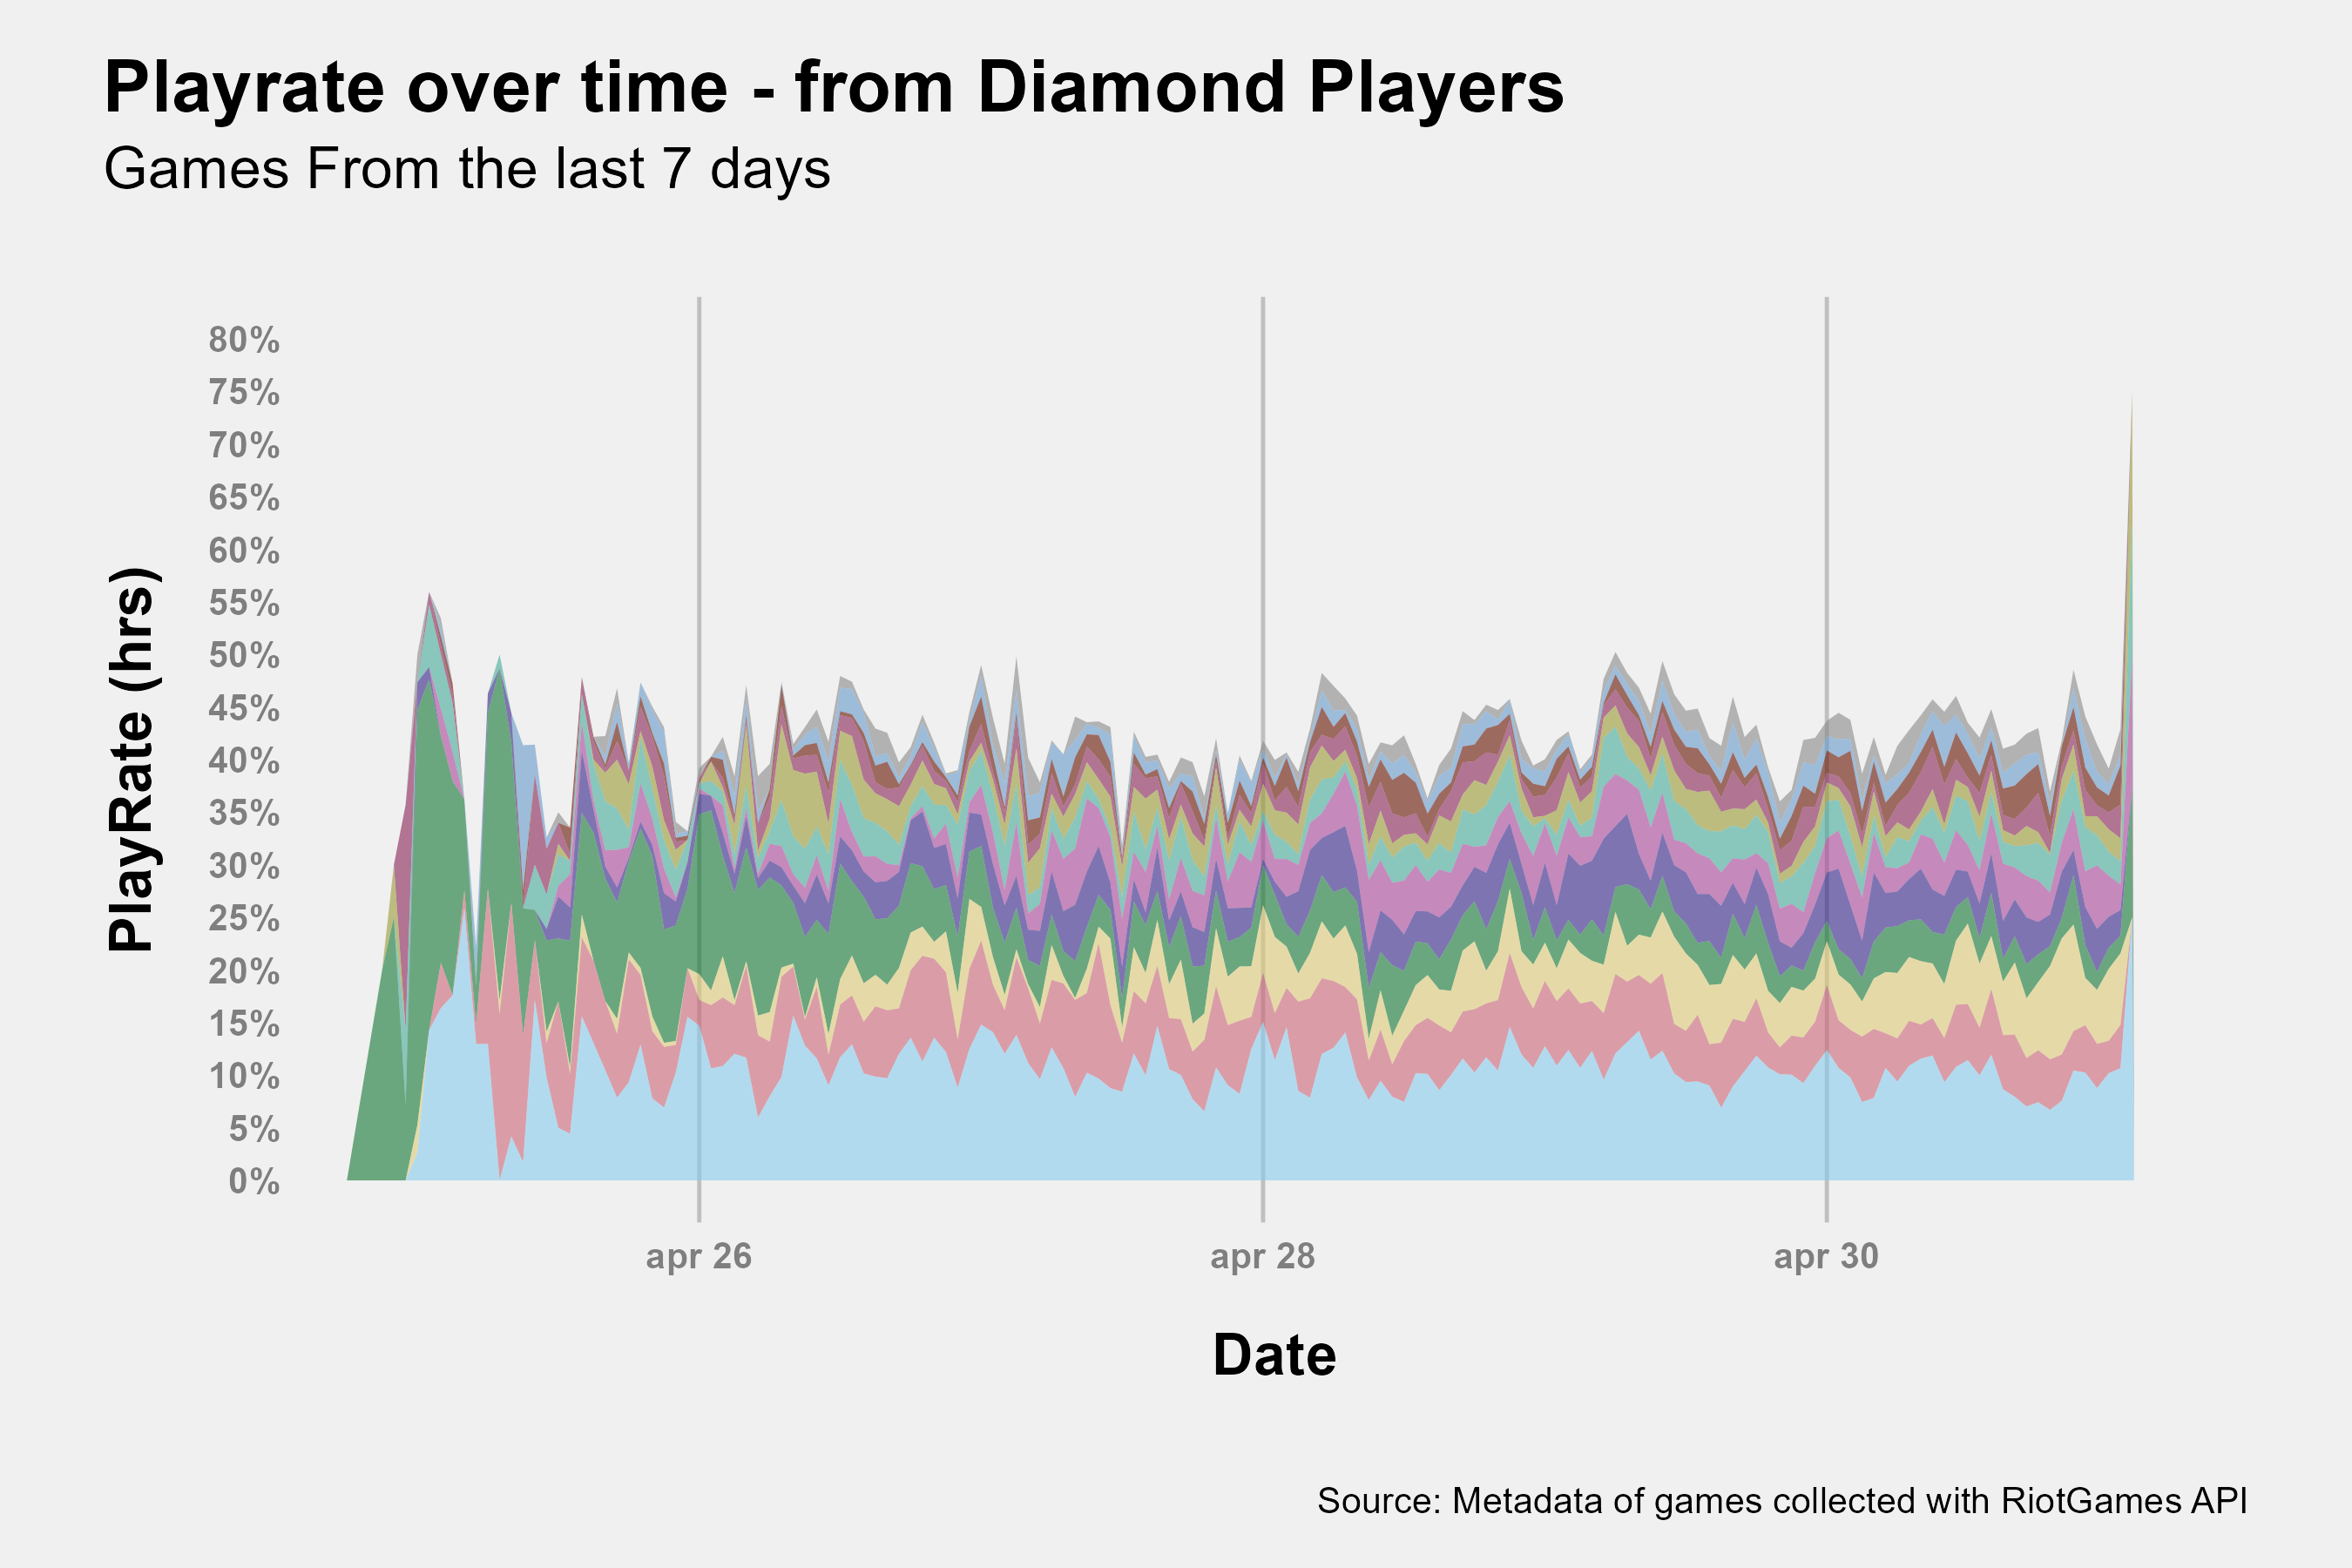 Playrate over time - from Diamond Players
Games From the last 7 days
PlayRate (hrs)
80%
75%
70%
65%
60%
55%
50%
45%
40%
35%
30%
25%
20%
15%
10%
5%
0%
apr 26
apr 28
apr 30
Date
Source: Metadata of games collected with RiotGames API